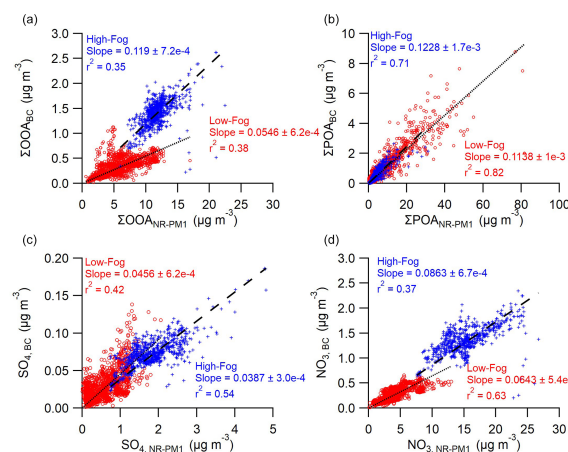 (a)
3.0
2.5
2.0
1.5
1.0
0.5
0.0
ΣOOA_BC (µg m⁻³)
High-Fog
Slope = 0.119 ± 7.2e-4
r² = 0.35
Low-Fog
Slope = 0.0546 ± 6.2e-4
r² = 0.38
0 5 10 15 20 25 30
ΣOOA_NR-PM1 (µg m⁻³)
(b)
10
8
6
4
2
0
ΣPOA_BC (µg m⁻³)
High-Fog
Slope = 0.1228 ± 1.7e-3
r² = 0.71
Low-Fog
Slope = 0.1138 ± 1e-3
r² = 0.82
0 20 40 60 80 100
ΣPOA_NR-PM1 (µg m⁻³)
(c)
0.20
0.15
0.10
0.05
0.00
SO₄, BC (µg m⁻³)
Low-Fog
Slope = 0.0456 ± 6.2e-4
r² = 0.42
High-Fog
Slope = 0.0387 ± 3.0e-4
r² = 0.54
0 1 2 3 4 5
SO₄, NR-PM1 (µg m⁻³)
(d)
3.0
2.5
2.0
1.5
1.0
0.5
0.0
NO₃, BC (µg m⁻³)
High-Fog
Slope = 0.0863 ± 6.7e-4
r² = 0.37
Low-Fog
Slope = 0.0643 ± 5.4e
r² = 0.63
0 5 10 15 20 25 30
NO₃, NR-PM1 (µg m⁻³)